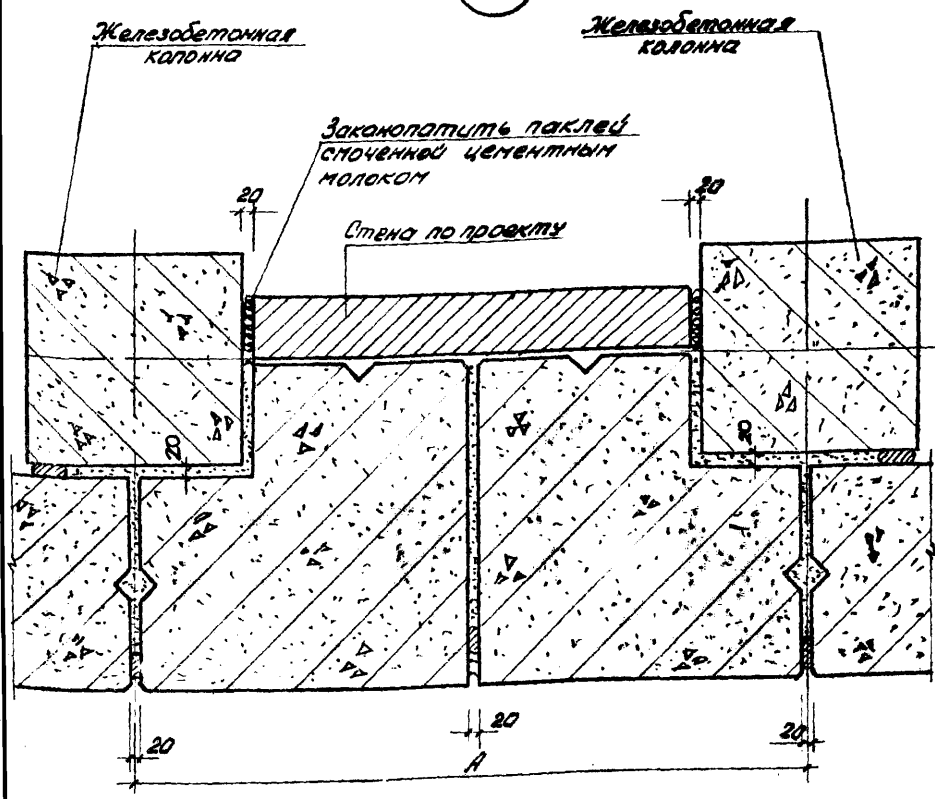 Железобетонная
колонна
Железобетонная
колонна
Законопатить паклей
смоченной цементным
молоком
20
20
Стена по проекту
20
20
20
20
20
А